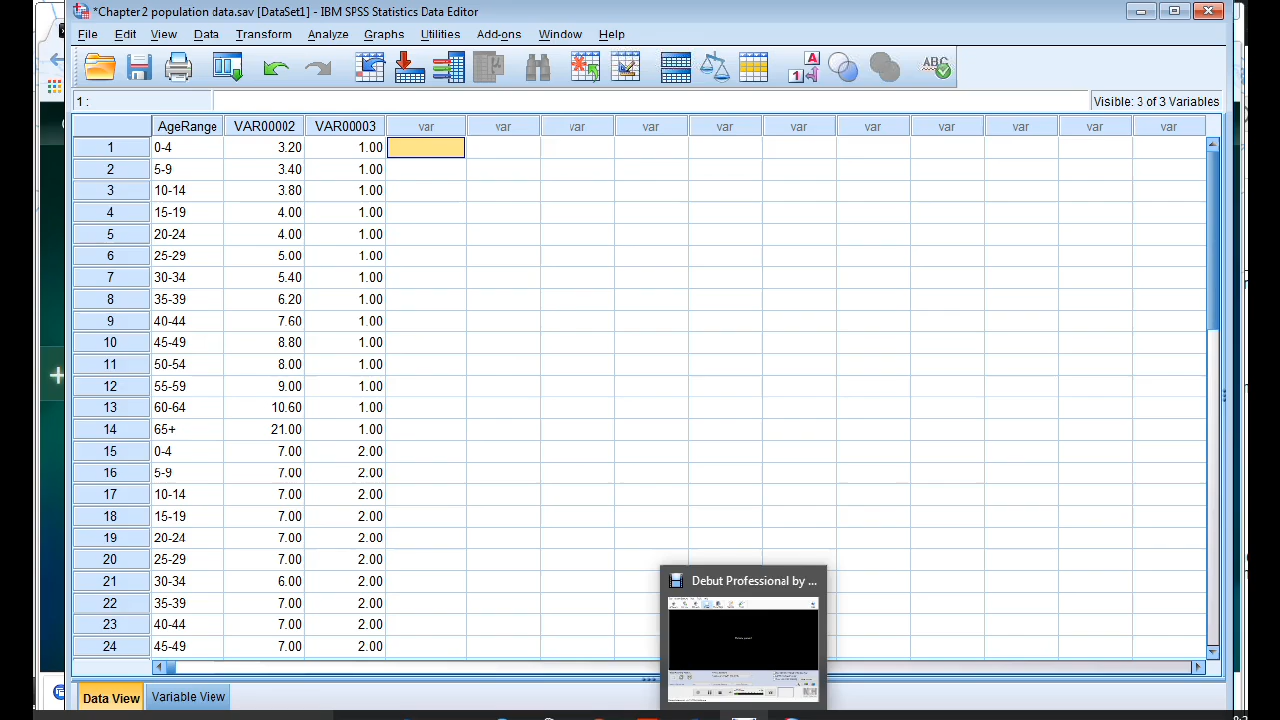 *Chapter2 population data.sav [DataSet1] - IBM SPSS Statistics Data Editor
File Edit View Data Transform Analyze Graphs Utilities Add-ons Window Help
1 : Visible: 3 of 3 Variables
AgeRange VAR00002 VAR00003 var var var var var var var var var var var
1 0-4 3.20 1.00
2 5-9 3.40 1.00
3 10-14 3.80 1.00
4 15-19 4.00 1.00
5 20-24 4.00 1.00
6 25-29 5.00 1.00
7 30-34 5.40 1.00
8 35-39 6.20 1.00
9 40-44 7.60 1.00
10 45-49 8.80 1.00
11 50-54 8.00 1.00
12 55-59 9.00 1.00
13 60-64 10.60 1.00
14 65+ 21.00 1.00
15 0-4 7.00 2.00
16 5-9 7.00 2.00
17 10-14 7.00 2.00
18 15-19 7.00 2.00
19 20-24 7.00 2.00
20 25-29 7.00 2.00
21 30-34 6.00 2.00
22 35-39 7.00 2.00
23 40-44 7.00 2.00
24 45-49 7.00 2.00
Debut Professional by ...
Data View Variable View